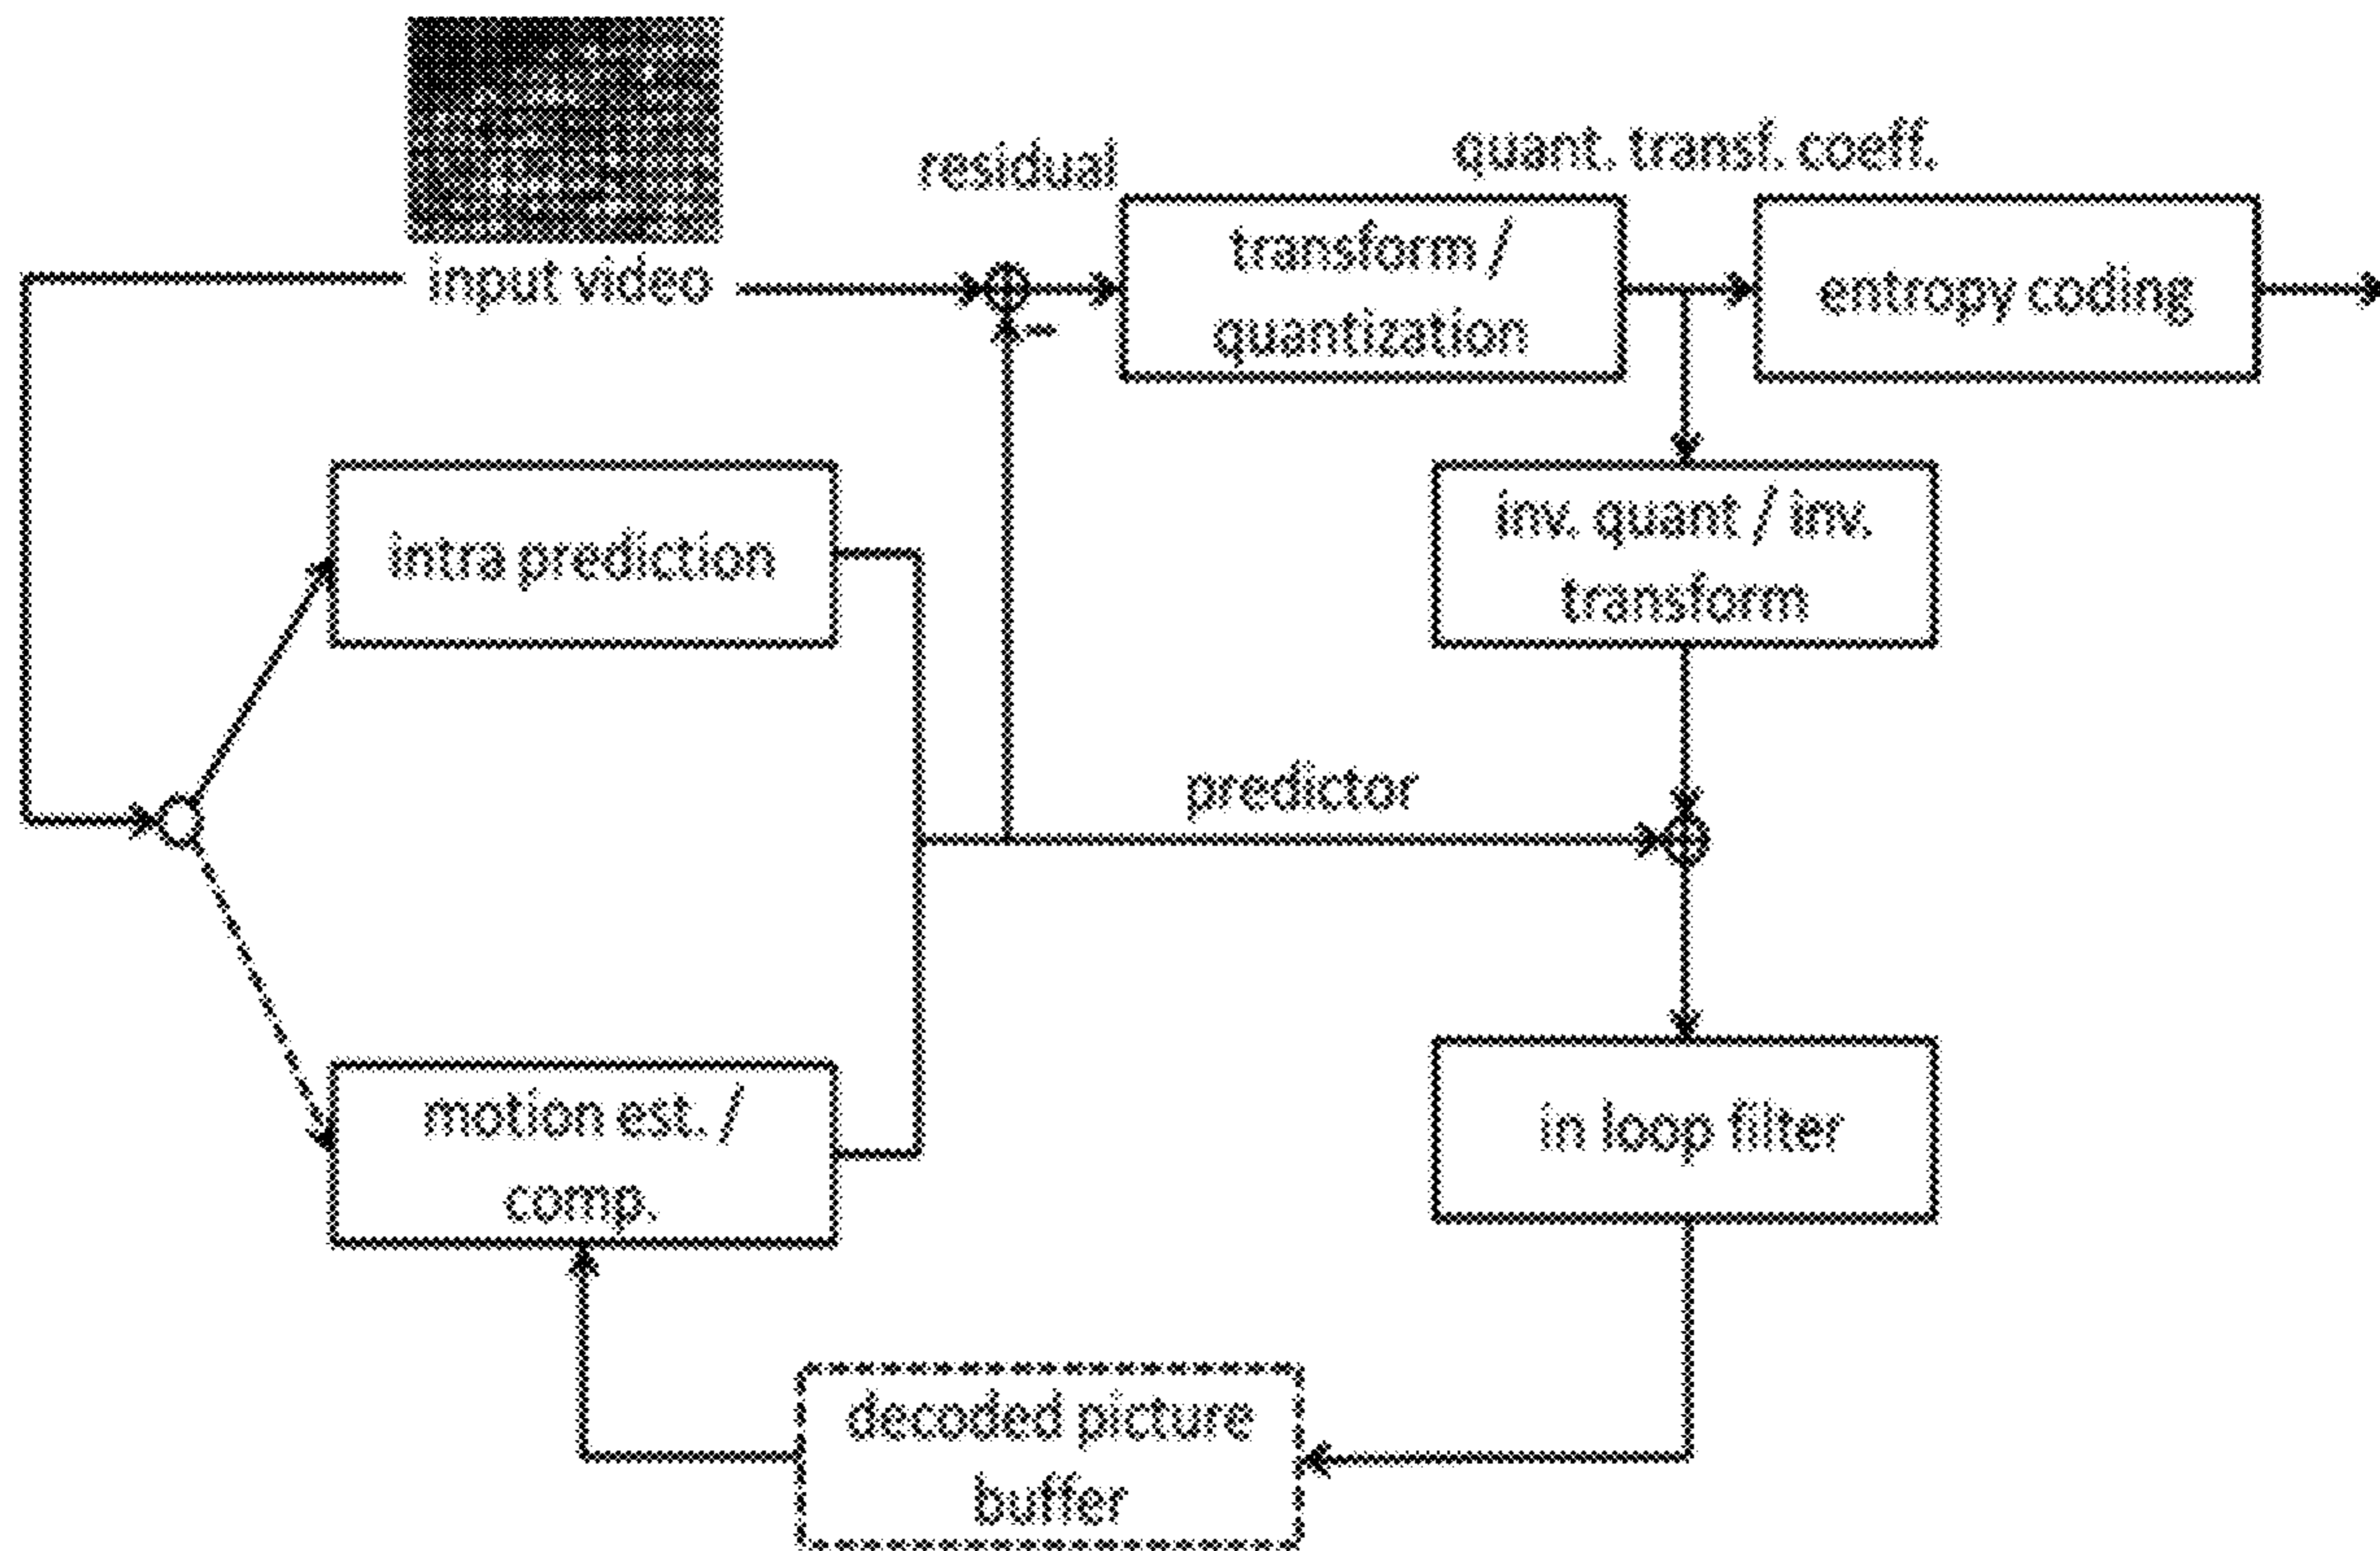 residual
quant. transf. coeff.
input video
transform /
quantization
entropy coding
intra prediction
inv. quant / inv.
transform
predictor
motion est. /
comp.
in loop filter
decoded picture
buffer